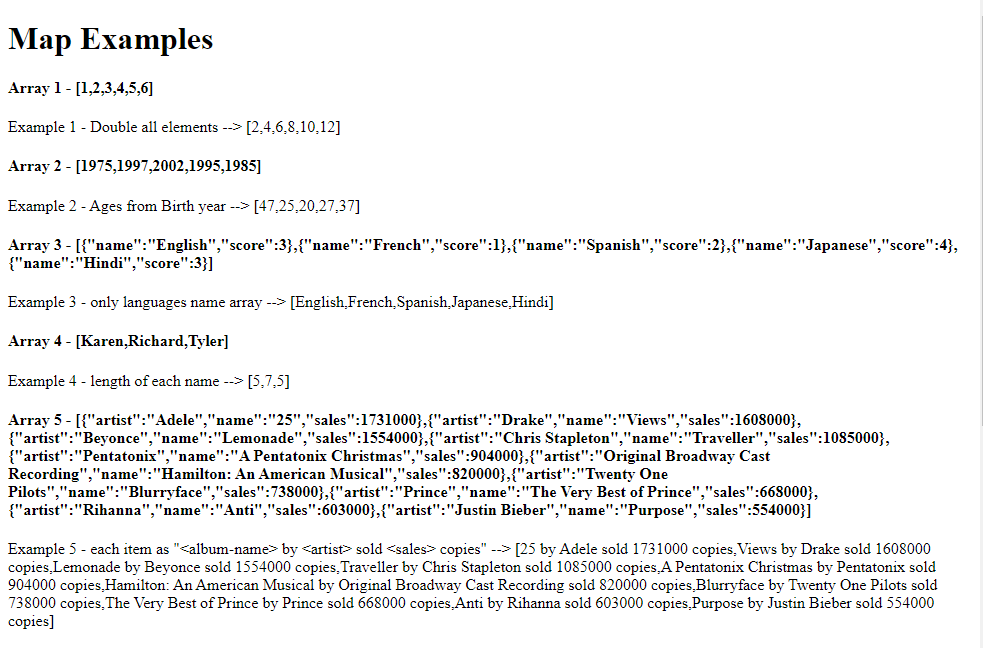 Map Examples
Array 1 - [1,2,3,4,5,6]
Example 1 - Double all elements --> [2,4,6,8,10,12]
Array 2 - [1975,1997,2002,1995,1985]
Example 2 - Ages from Birth year --> [47,25,20,27,37]
Array 3 - [{"name":"English","score":3},{"name":"French","score":1},{"name":"Spanish","score":2},{"name":"Japanese","score":4},
{"name":"Hindi","score":3}]
Example 3 - only languages name array --> [English,French,Spanish,Japanese,Hindi]
Array 4 - [Karen,Richard,Tyler]
Example 4 - length of each name --> [5,7,5]
Array 5 - [{"artist":"Adele","name":"25","sales":1731000},{"artist":"Drake","name":"Views","sales":1608000},
{"artist":"Beyonce","name":"Lemonade","sales":1554000},{"artist":"Chris Stapleton","name":"Traveller","sales":1085000},
{"artist":"Pentatonix","name":"A Pentatonix Christmas","sales":904000},{"artist":"Original Broadway Cast
Recording","name":"Hamilton: An American Musical","sales":820000},{"artist":"Twenty One
Pilots","name":"Blurryface","sales":738000},{"artist":"Prince","name":"The Very Best of Prince","sales":668000},
{"artist":"Rihanna","name":"Anti","sales":603000},{"artist":"Justin Bieber","name":"Purpose","sales":554000}]
Example 5 - each item as "<album-name> by <artist> sold <sales> copies" --> [25 by Adele sold 1731000 copies,Views by Drake sold 1608000
copies,Lemonade by Beyonce sold 1554000 copies,Traveller by Chris Stapleton sold 1085000 copies,A Pentatonix Christmas by Pentatonix sold
904000 copies,Hamilton: An American Musical by Original Broadway Cast Recording sold 820000 copies,Blurryface by Twenty One Pilots sold
738000 copies,The Very Best of Prince by Prince sold 668000 copies,Anti by Rihanna sold 603000 copies,Purpose by Justin Bieber sold 554000
copies]